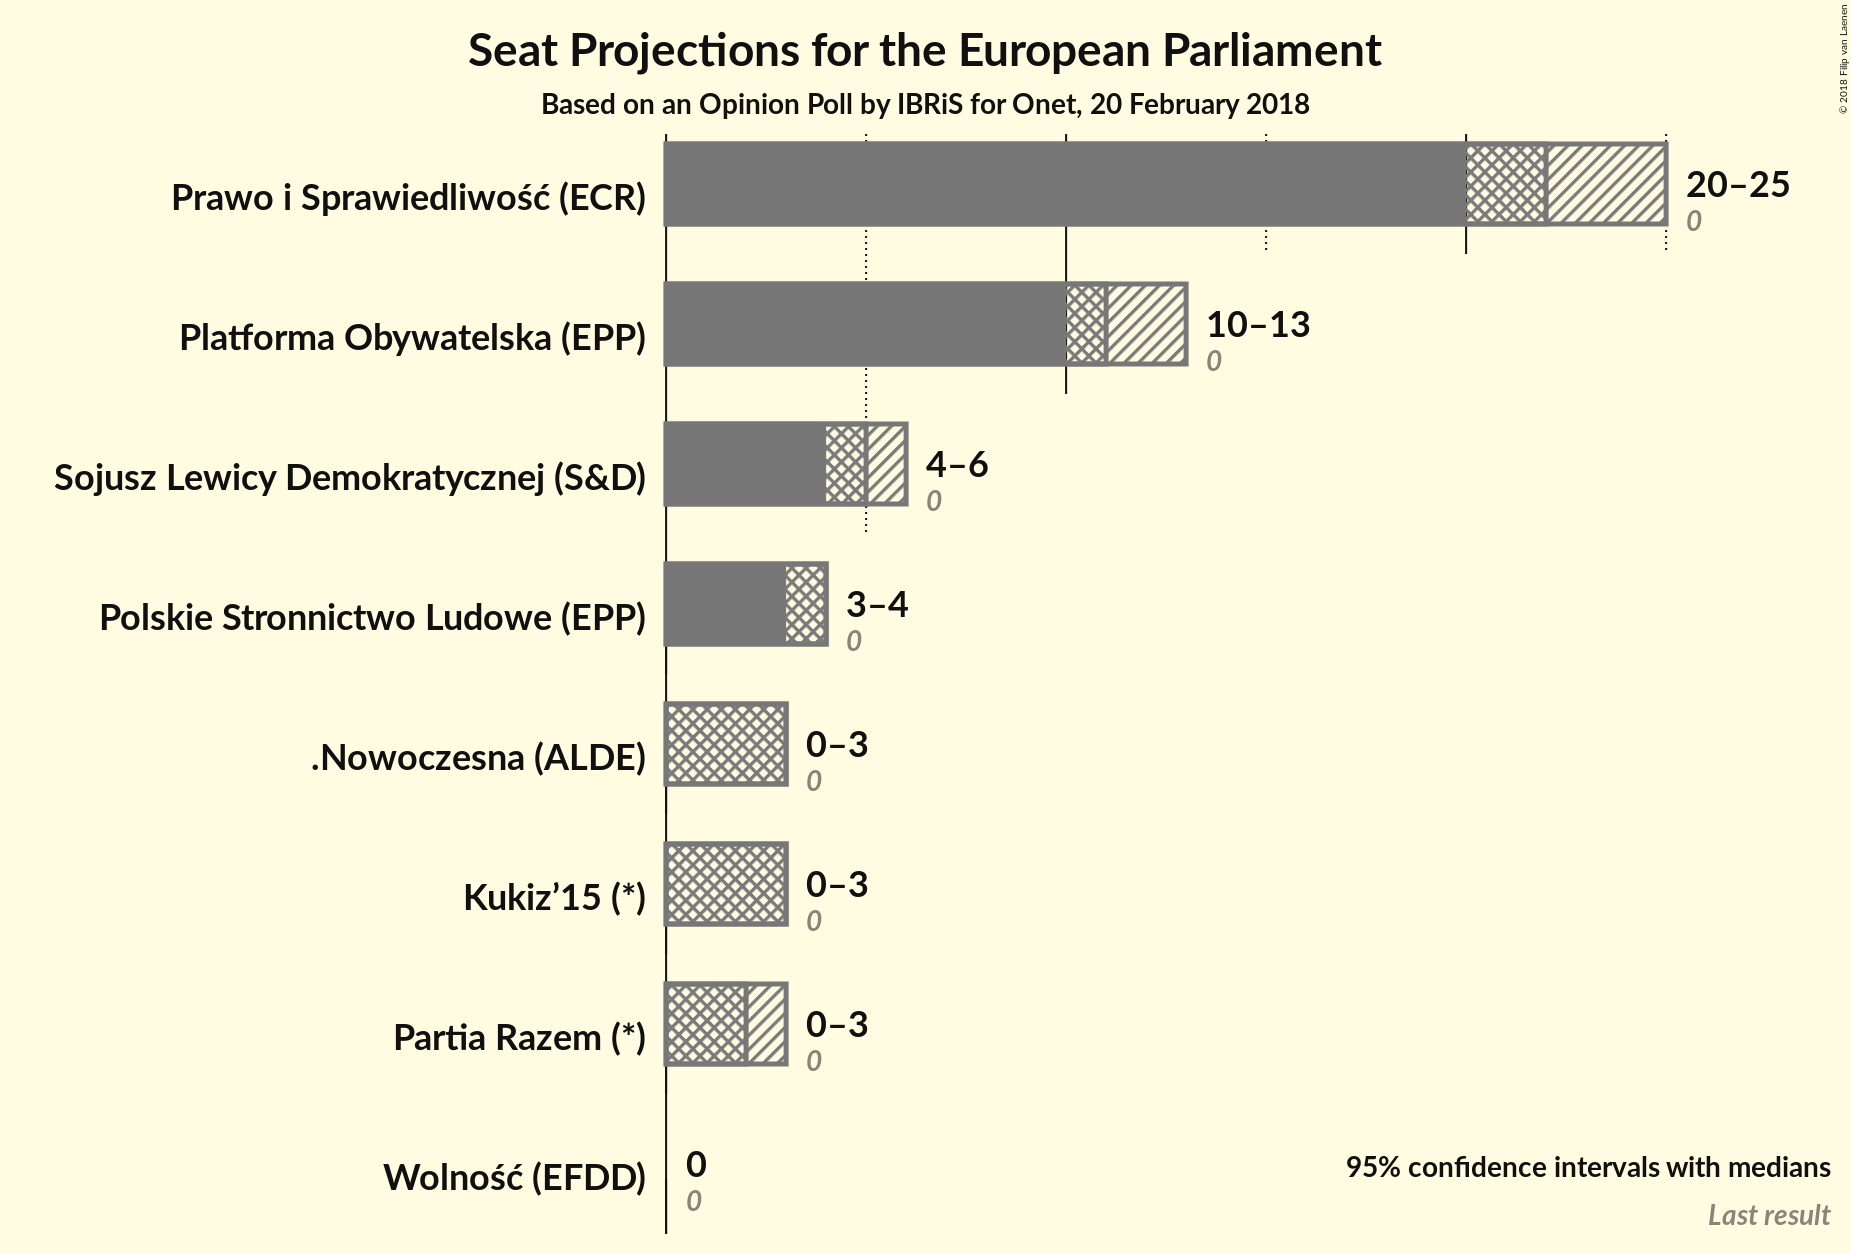 Seat Projections for the European Parliament
Based on an Opinion Poll by IBRiS for Onet, 20 February 2018
© 2018 Filip van Laenen
Prawo i Sprawiedliwość (ECR)
20–25
0
Platforma Obywatelska (EPP)
10–13
0
Sojusz Lewicy Demokratycznej (S&D)
4–6
0
Polskie Stronnictwo Ludowe (EPP)
3–4
0
.Nowoczesna (ALDE)
0–3
0
Kukiz’15 (*)
0–3
0
Partia Razem (*)
0–3
0
Wolność (EFDD)
0
0
95% confidence intervals with medians
Last result